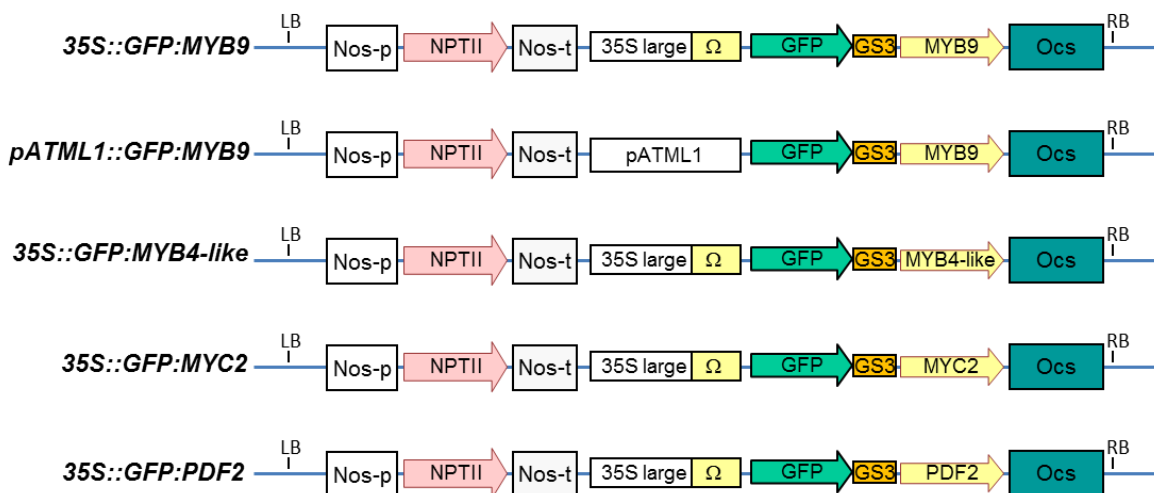 LB RB
35S::GFP:MYB9 Nos-p NPTII Nos-t 35S large Ω GFP GS3 MYB9 Ocs
LB RB
pATML1::GFP:MYB9 Nos-p NPTII Nos-t pATML1 GFP GS3 MYB9 Ocs
LB RB
35S::GFP:MYB4-like Nos-p NPTII Nos-t 35S large Ω GFP GS3 MYB4-like Ocs
LB RB
35S::GFP:MYC2 Nos-p NPTII Nos-t 35S large Ω GFP GS3 MYC2 Ocs
LB RB
35S::GFP:PDF2 Nos-p NPTII Nos-t 35S large Ω GFP GS3 PDF2 Ocs